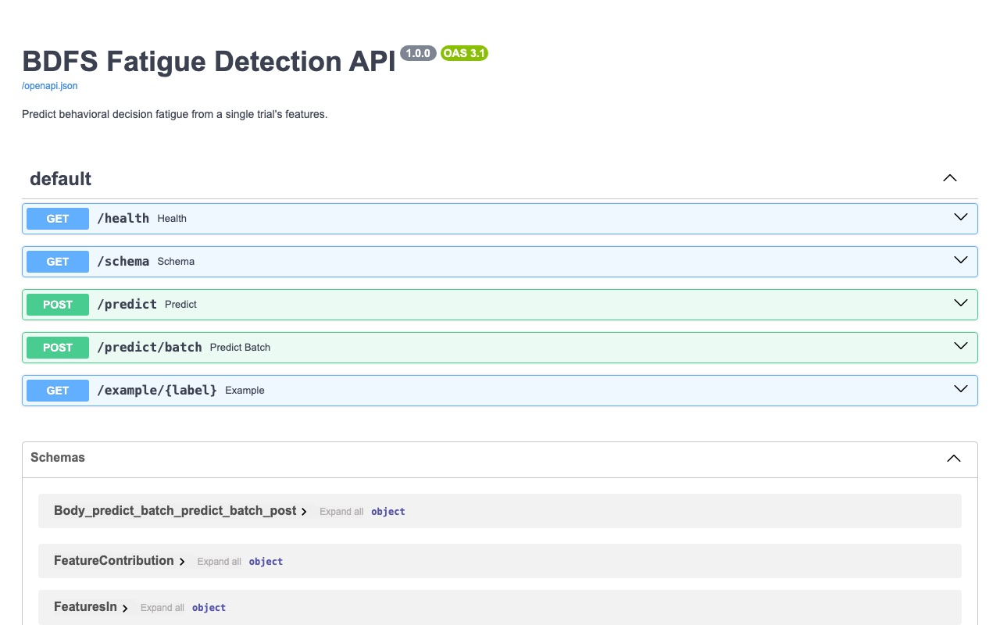 BDFS Fatigue Detection API 1.0.0 OAS 3.1
/openapi.json
Predict behavioral decision fatigue from a single trial's features.
default
GET /health Health
GET /schema Schema
POST /predict Predict
POST /predict/batch Predict Batch
GET /example/{label} Example
Schemas
Body_predict_batch_predict_batch_post Expand all object
FeatureContribution Expand all object
FeaturesIn Expand all object